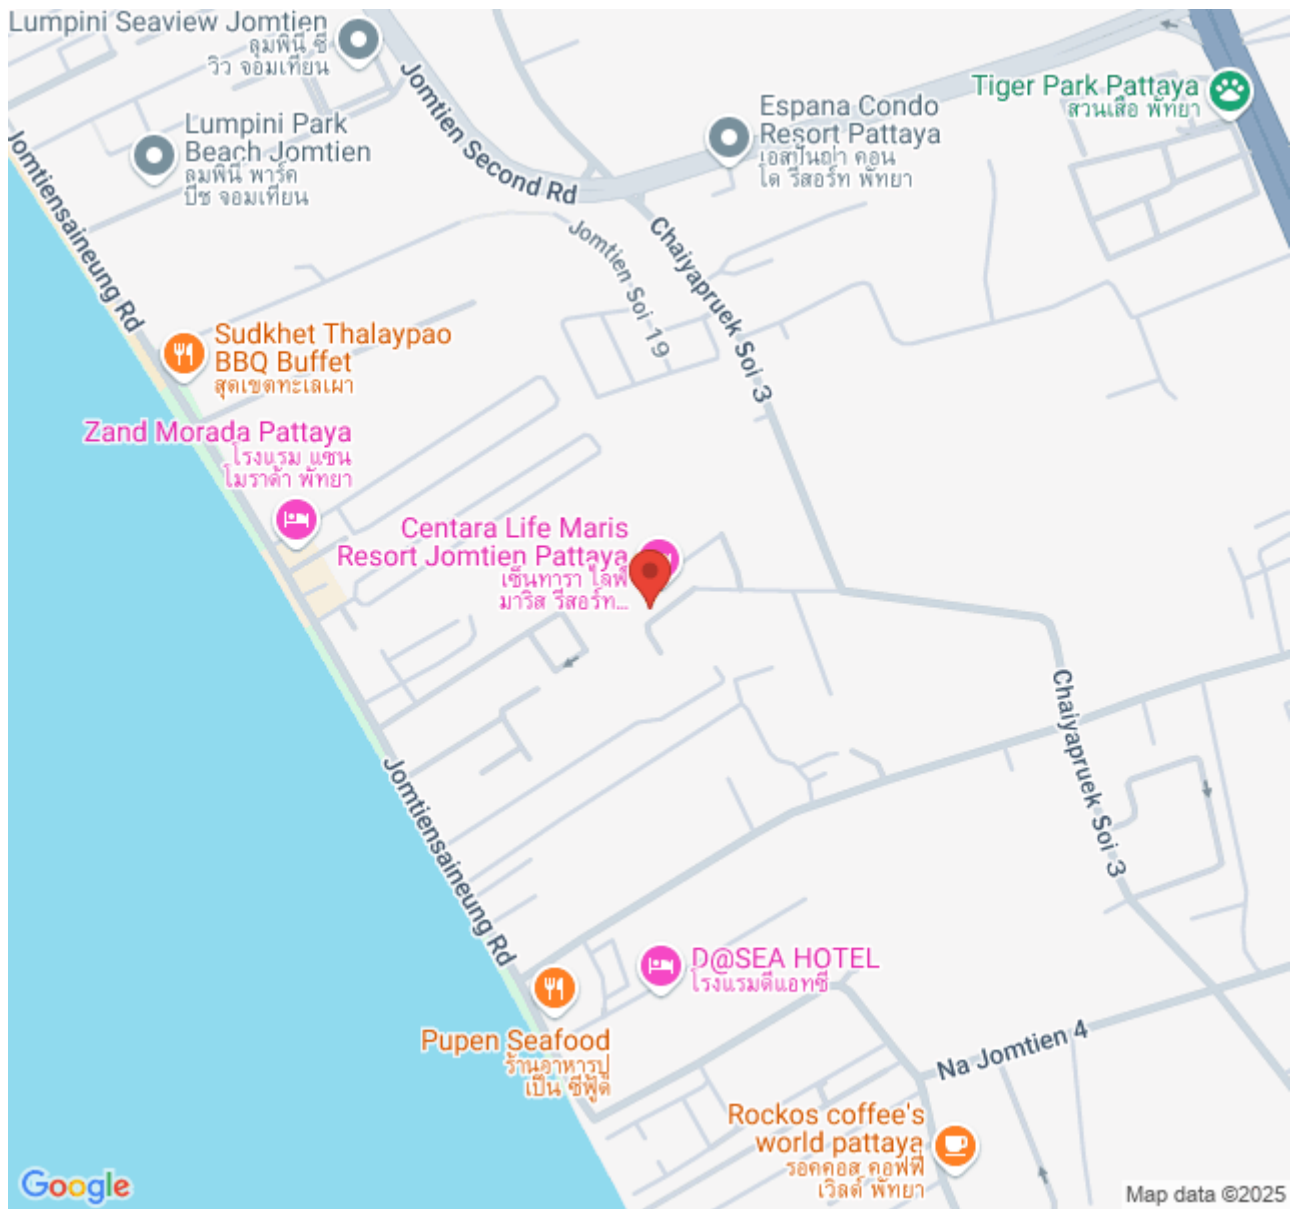 Lumpini Seaview Jomtien
ลุมพินี ซี
วิว จอมเทียน
Lumpini Park
Beach Jomtien
ลุมพินี พาร์ค
บีช จอมเทียน
Jomtien Second Rd
Espana Condo
Resort Pattaya
เอสปันญ่า คอน
โด รีสอร์ท พัทยา
Tiger Park Pattaya
สวนเสือ พัทยา
Jomtiensaineung Rd
Jomtien Soi 19
Chaiyapruek Soi 3
Sudkhet Thalaypao
BBQ Buffet
สุดเขตทะเลเผา
Zand Morada Pattaya
โรงแรม แซน
โมราด้า พัทยา
Centara Life Maris
Resort Jomtien Pattaya
เซ็นทารา ไลฟ์
มาริส รีสอร์ท...
Chaiyapruek Soi 3
Jomtiensaineung Rd
D@SEA HOTEL
โรงแรมดีแอทซี
Pupen Seafood
ร้านอาหารปู
เป็น ซีฟู้ด
Na Jomtien 4
Rockos coffee's
world pattaya
รอคคอส คอฟฟี่
เวิลด์ พัทยา
Google
Map data ©2025